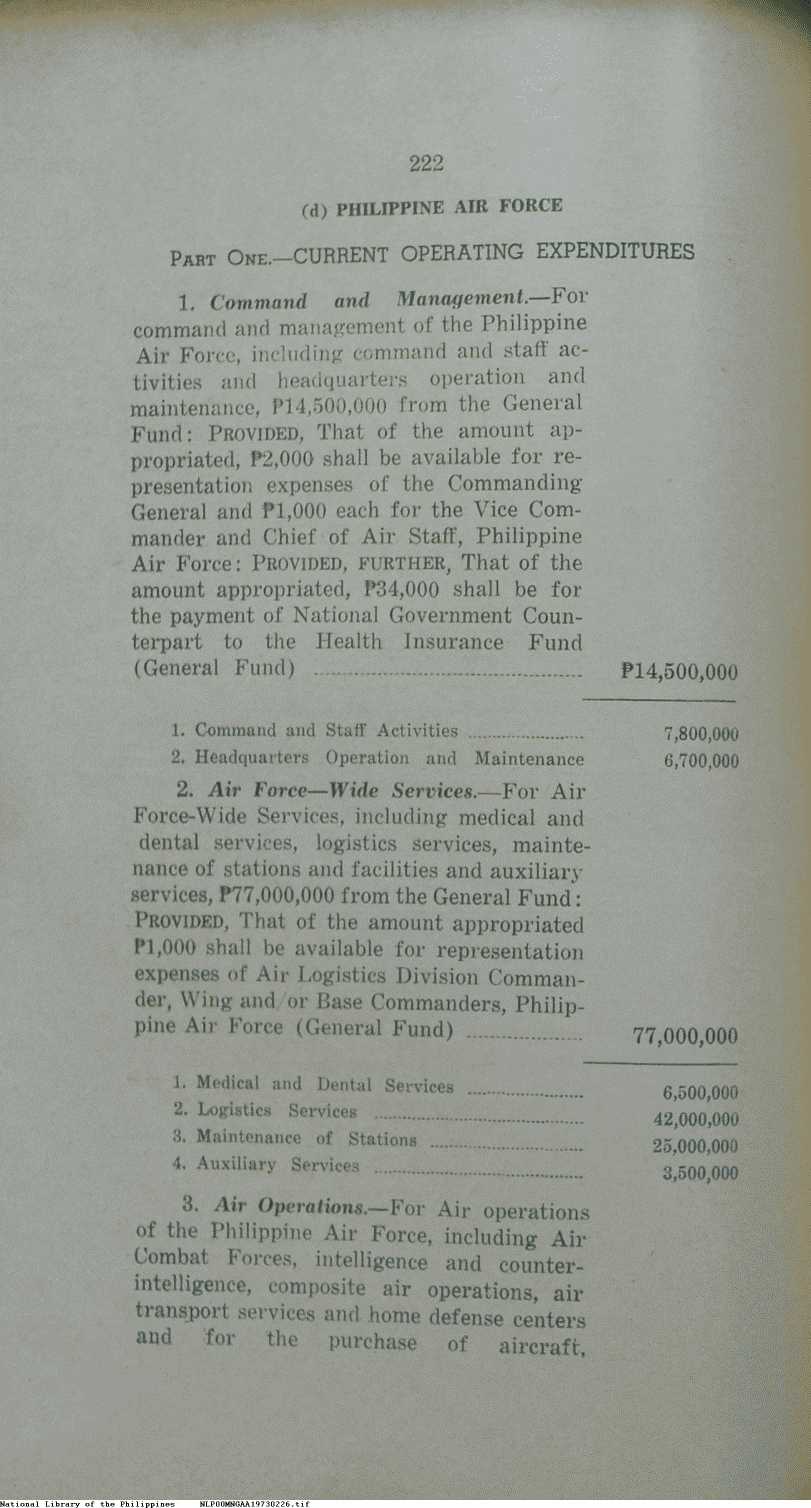 222
(d) PHILIPPINE AIR FORCE
PART ONE.—CURRENT OPERATING EXPENDITURES
1. Command and Management.—For
command and management of the Philippine
Air Force, including command and staff ac-
tivities and headquarters operation and
maintenance, ₱14,500,000 from the General
Fund: PROVIDED, That of the amount ap-
propriated, ₱2,000 shall be available for re-
presentation expenses of the Commanding
General and ₱1,000 each for the Vice Com-
mander and Chief of Air Staff, Philippine
Air Force: PROVIDED, FURTHER, That of the
amount appropriated, ₱34,000 shall be for
the payment of National Government Coun-
terpart to the Health Insurance Fund
(General Fund) ........................................ ₱14,500,000
1. Command and Staff Activities ........................ 7,800,000
2. Headquarters Operation and Maintenance 6,700,000
2. Air Force—Wide Services.—For Air
Force-Wide Services, including medical and
dental services, logistics services, mainte-
nance of stations and facilities and auxiliary
services, ₱77,000,000 from the General Fund:
PROVIDED, That of the amount appropriated
₱1,000 shall be available for representation
expenses of Air Logistics Division Comman-
der, Wing and/or Base Commanders, Philip-
pine Air Force (General Fund) .................... 77,000,000
1. Medical and Dental Services ........................ 6,500,000
2. Logistics Services ........................................ 42,000,000
3. Maintenance of Stations .............................. 25,000,000
4. Auxiliary Services ........................................ 3,500,000
3. Air Operations.—For Air operations
of the Philippine Air Force, including Air
Combat Forces, intelligence and counter-
intelligence, composite air operations, air
transport services and home defense centers
and for the purchase of aircraft,
National Library of the Philippines NLP00MNGAA19730226.tif